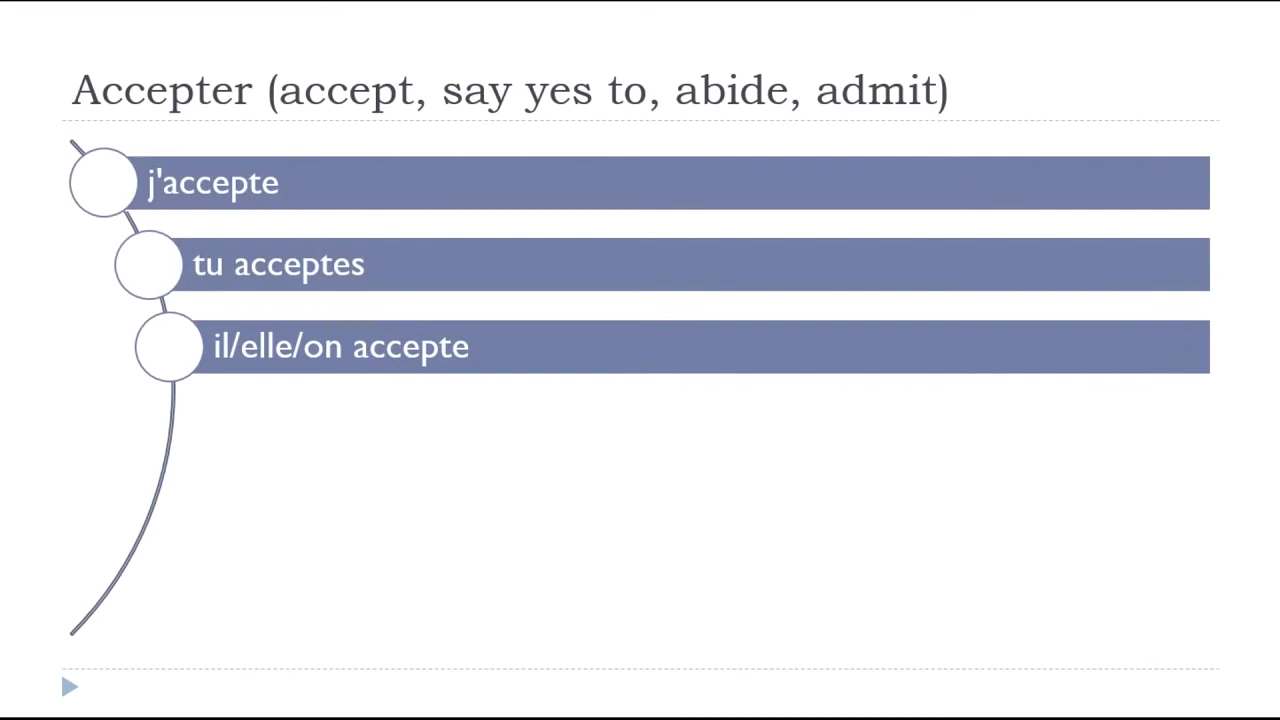 Accepter (accept, say yes to, abide, admit)
j'accepte
tu acceptes
il/elle/on accepte